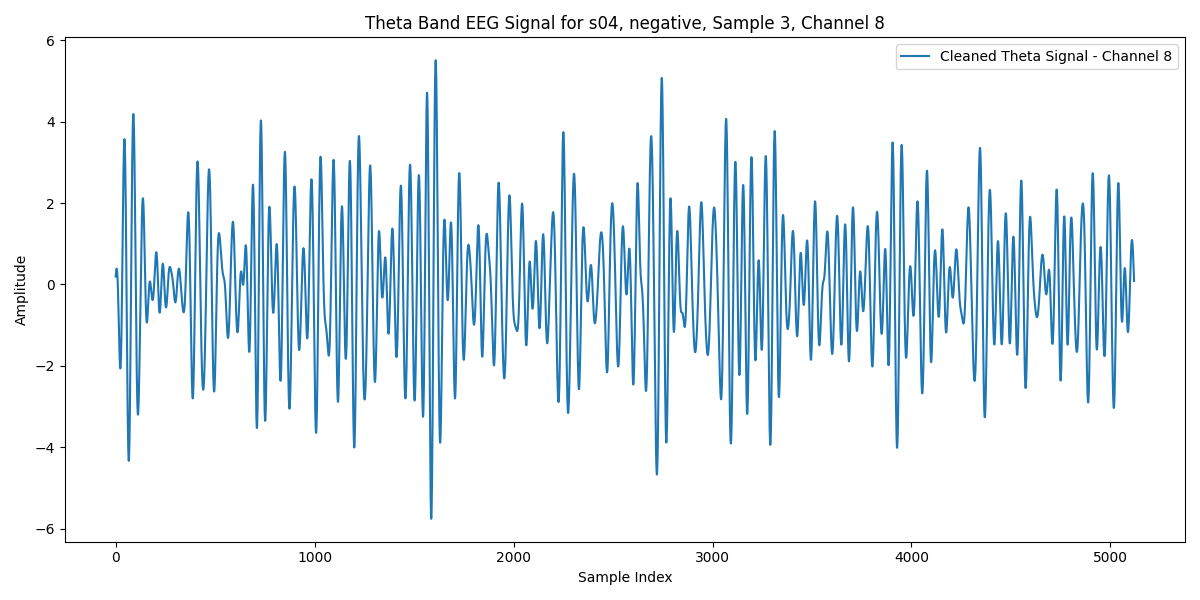 Theta Band EEG Signal for s04, negative, Sample 3, Channel 8
Cleaned Theta Signal - Channel 8
Amplitude
6
4
2
0
−2
−4
−6
0 1000 2000 3000 4000 5000
Sample Index